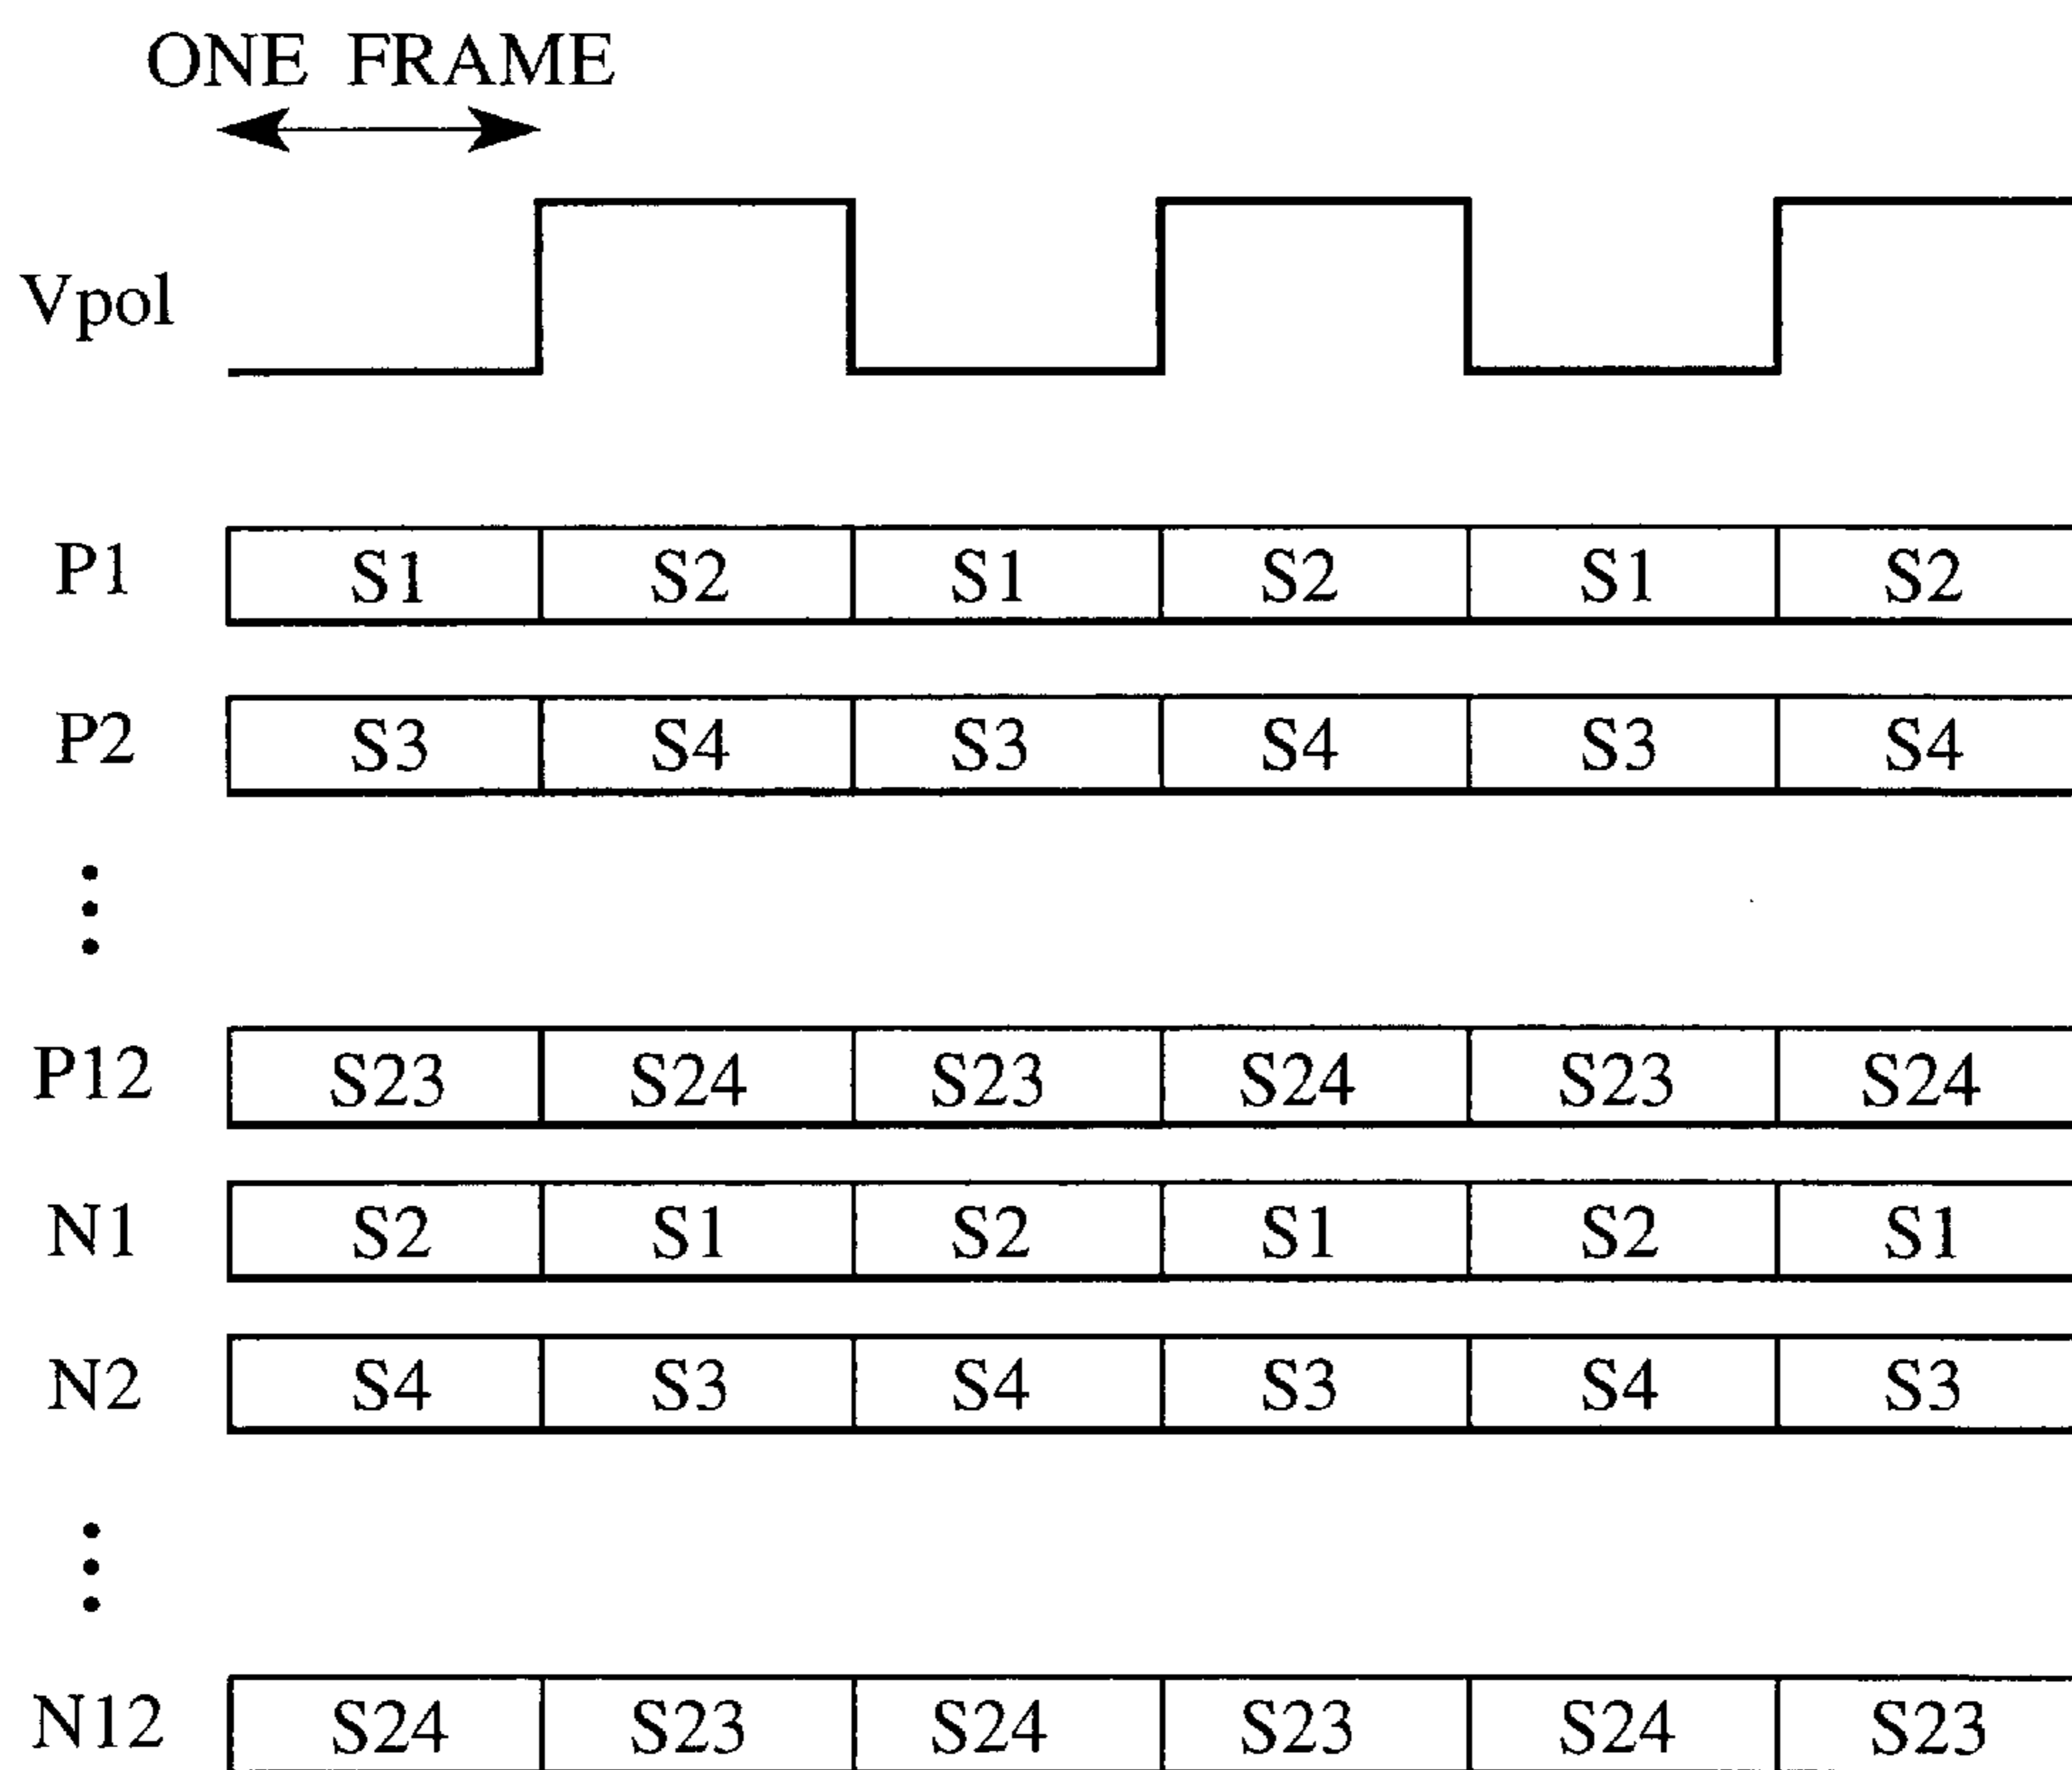 ONE FRAME
Vpol
P1 S1 S2 S1 S2 S1 S2
P2 S3 S4 S3 S4 S3 S4
P12 S23 S24 S23 S24 S23 S24
N1 S2 S1 S2 S1 S2 S1
N2 S4 S3 S4 S3 S4 S3
N12 S24 S23 S24 S23 S24 S23